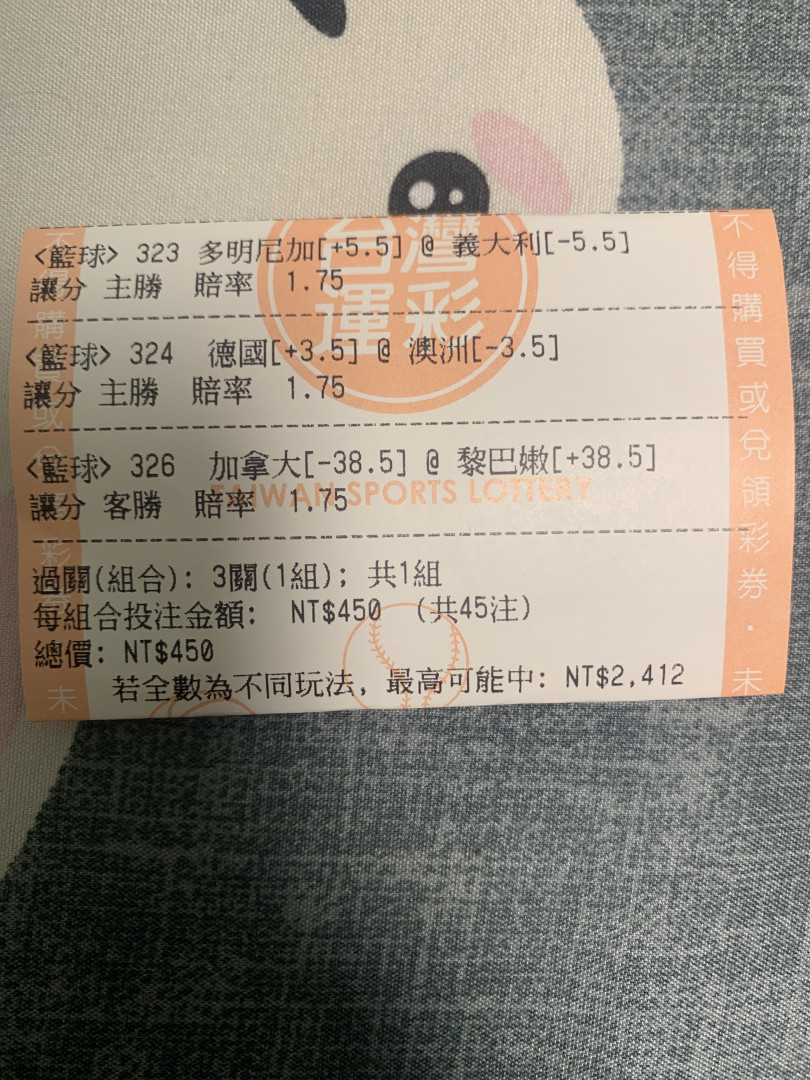 <籃球> 323 多明尼加[+5.5] @ 義大利[-5.5]
讓分 主勝 賠率 1.75
<籃球> 324 德國[+3.5] @ 澳洲[-3.5]
讓分 主勝 賠率 1.75
<籃球> 326 加拿大[-38.5] @ 黎巴嫩[+38.5]
讓分 客勝 賠率 1.75
過關(組合): 3關(1組); 共1組
每組合投注金額: NT$450 (共45注)
總價: NT$450
若全數為不同玩法, 最高可能中: NT$2,412
台灣
運彩
TAIWAN SPORTS LOTTERY
不得購買或兌領彩券．未